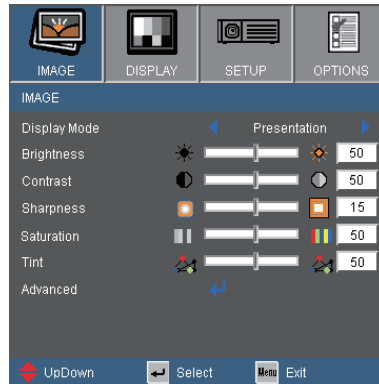 IMAGE DISPLAY SETUP OPTIONS
IMAGE
Display Mode Presentation
Brightness 50
Contrast 50
Sharpness 15
Saturation 50
Tint 50
Advanced
UpDown Select Menu Exit